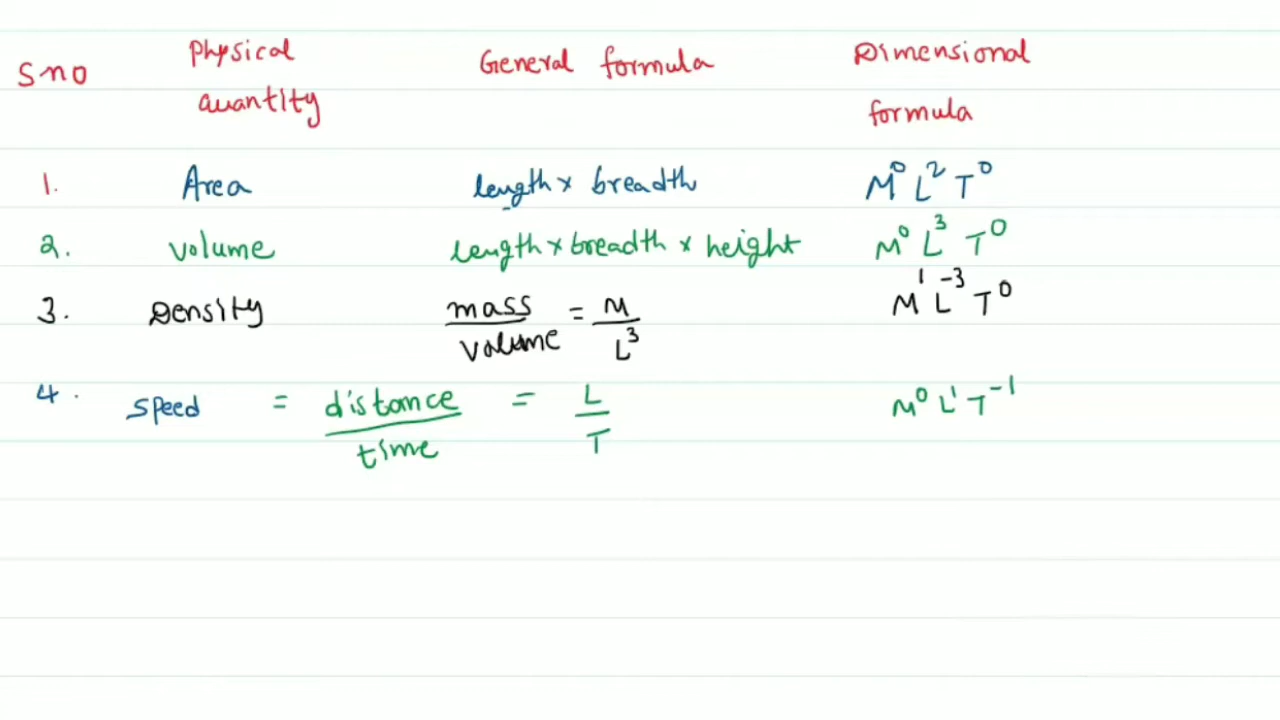 S no Physical quantity General formula Dimensional formula
1. Area length × breadth M⁰ L² T⁰
2. volume length × breadth × height M⁰ L³ T⁰
3. Density mass/volume = M/L³ M¹ L⁻³ T⁰
4. speed = distance/time = L/T M⁰ L¹ T⁻¹